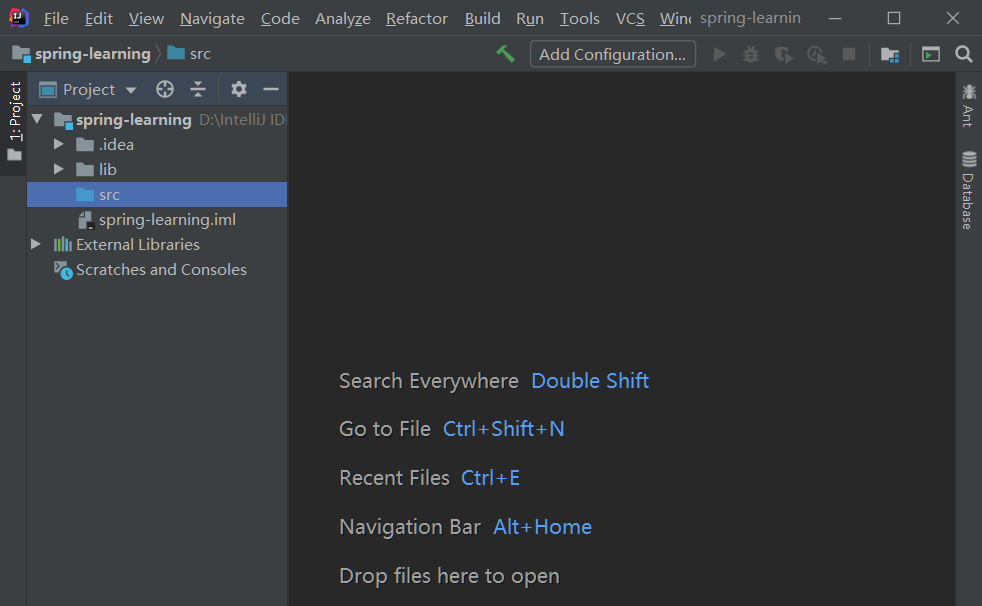 File Edit View Navigate Code Analyze Refactor Build Run Tools VCS spring-learnin
spring-learning src Add Configuration...
1: Project
Project
spring-learning D:\IntelliJ ID
.idea
lib
src
spring-learning.iml
External Libraries
Scratches and Consoles
Search Everywhere Double Shift
Go to File Ctrl+Shift+N
Recent Files Ctrl+E
Navigation Bar Alt+Home
Drop files here to open
Ant
Database